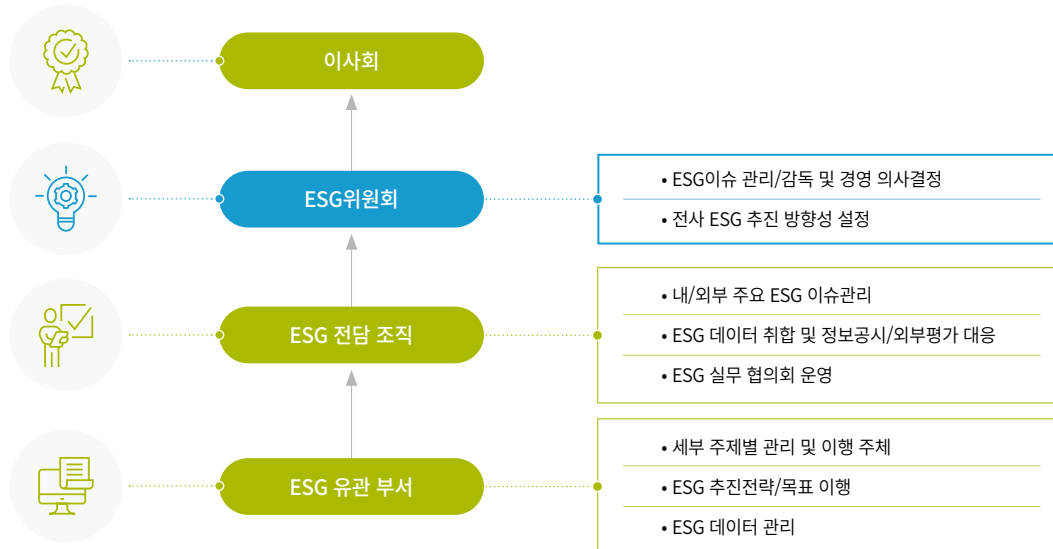 이사회
ESG위원회
• ESG이슈 관리/감독 및 경영 의사결정
• 전사 ESG 추진 방향성 설정
ESG 전담 조직
• 내/외부 주요 ESG 이슈관리
• ESG 데이터 취합 및 정보공시/외부평가 대응
• ESG 실무 협의회 운영
ESG 유관 부서
• 세부 주제별 관리 및 이행 주체
• ESG 추진전략/목표 이행
• ESG 데이터 관리